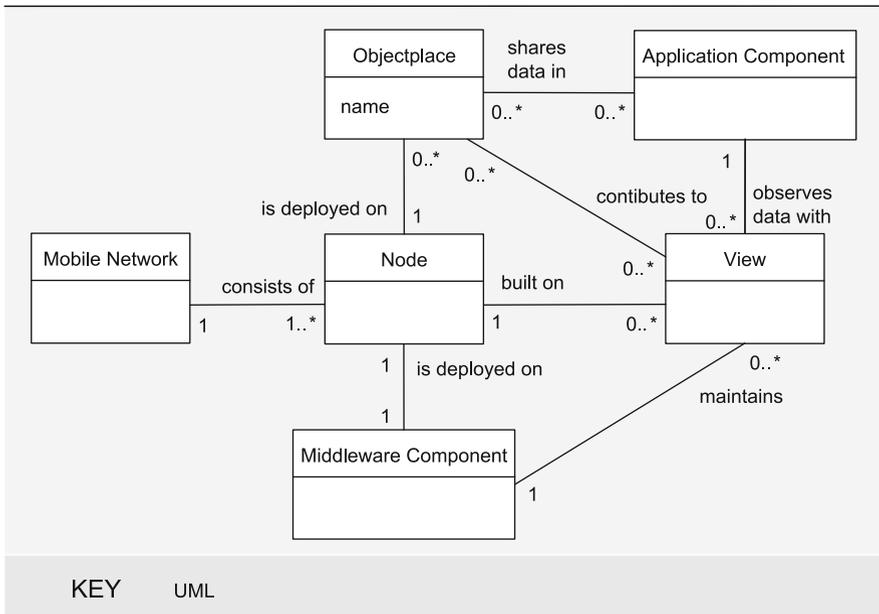 Objectplace
name
shares
data in
Application Component
0..*
0..*
0..*
0..*
1
is deployed on
1
contibutes to
observes
data with
0..*
Mobile Network
Node
View
consists of
built on
0..*
1
1..*
1
0..*
1
is deployed on
0..*
maintains
1
Middleware Component
1
KEY
UML